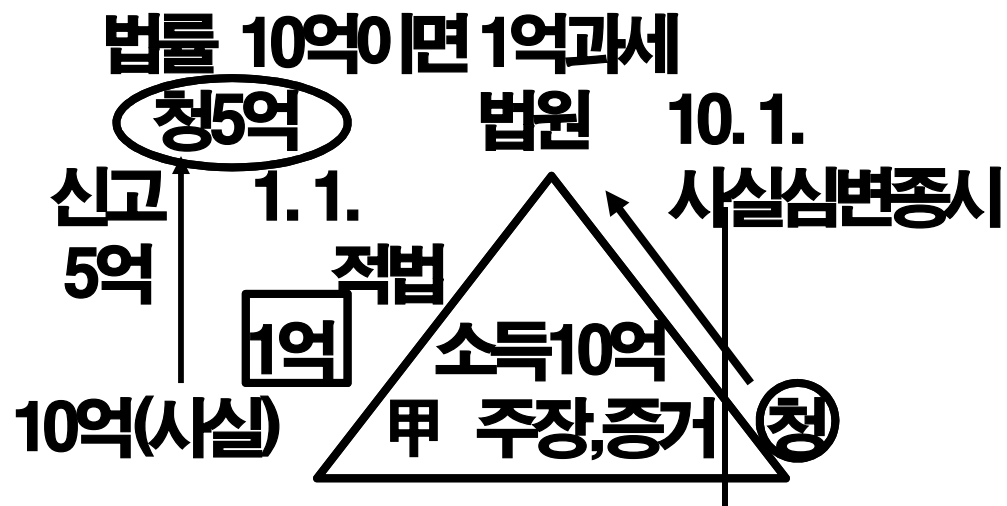 법률 10억이면 1억과세
청5억 법원 10. 1.
신고 1. 1. 사실심변종시
5억 적법
1억 소득10억
10억(사실) 甲 주장,증거 청